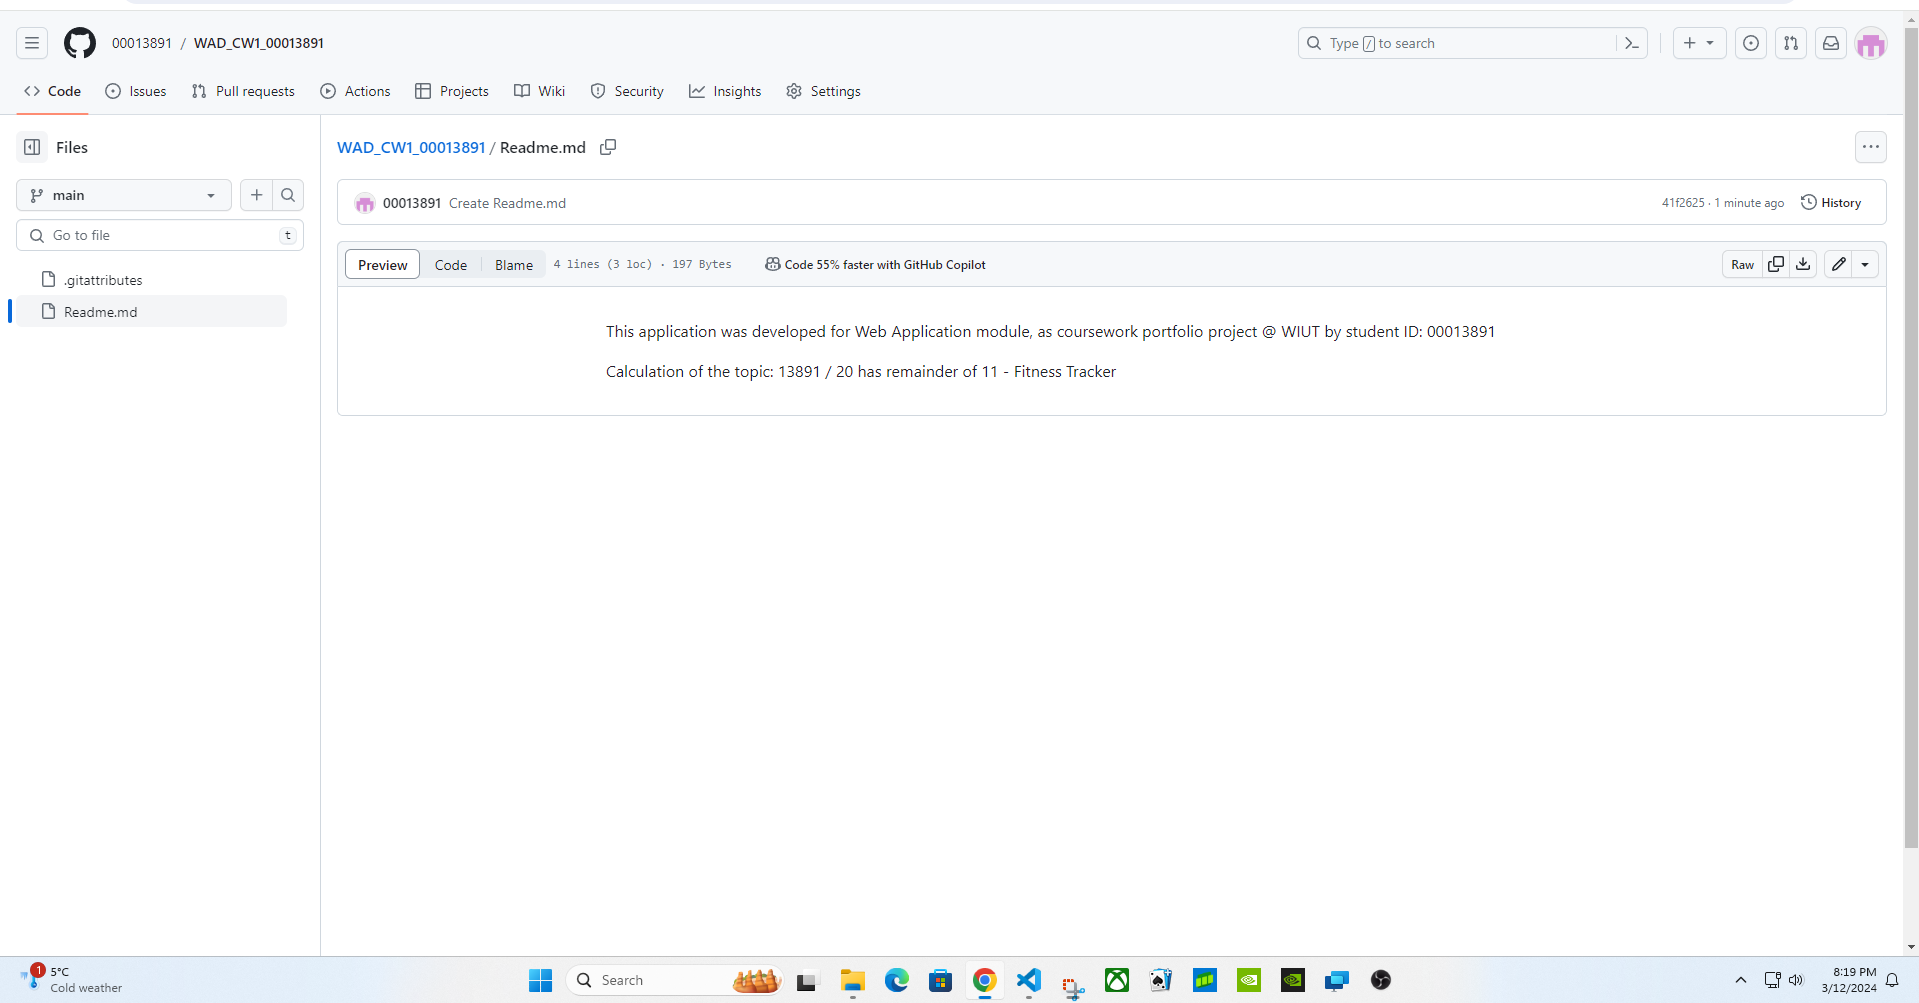 00013891 / WAD_CW1_00013891
Type / to search
Code Issues Pull requests Actions Projects Wiki Security Insights Settings
Files
WAD_CW1_00013891 / Readme.md
main
00013891 Create Readme.md
41f2625 · 1 minute ago History
Go to file t
Preview Code Blame 4 lines (3 loc) · 197 Bytes Code 55% faster with GitHub Copilot Raw
.gitattributes
Readme.md
This application was developed for Web Application module, as coursework portfolio project @ WIUT by student ID: 00013891
Calculation of the topic: 13891 / 20 has remainder of 11 - Fitness Tracker
1
5°C
Cold weather
Search
8:19 PM
3/12/2024